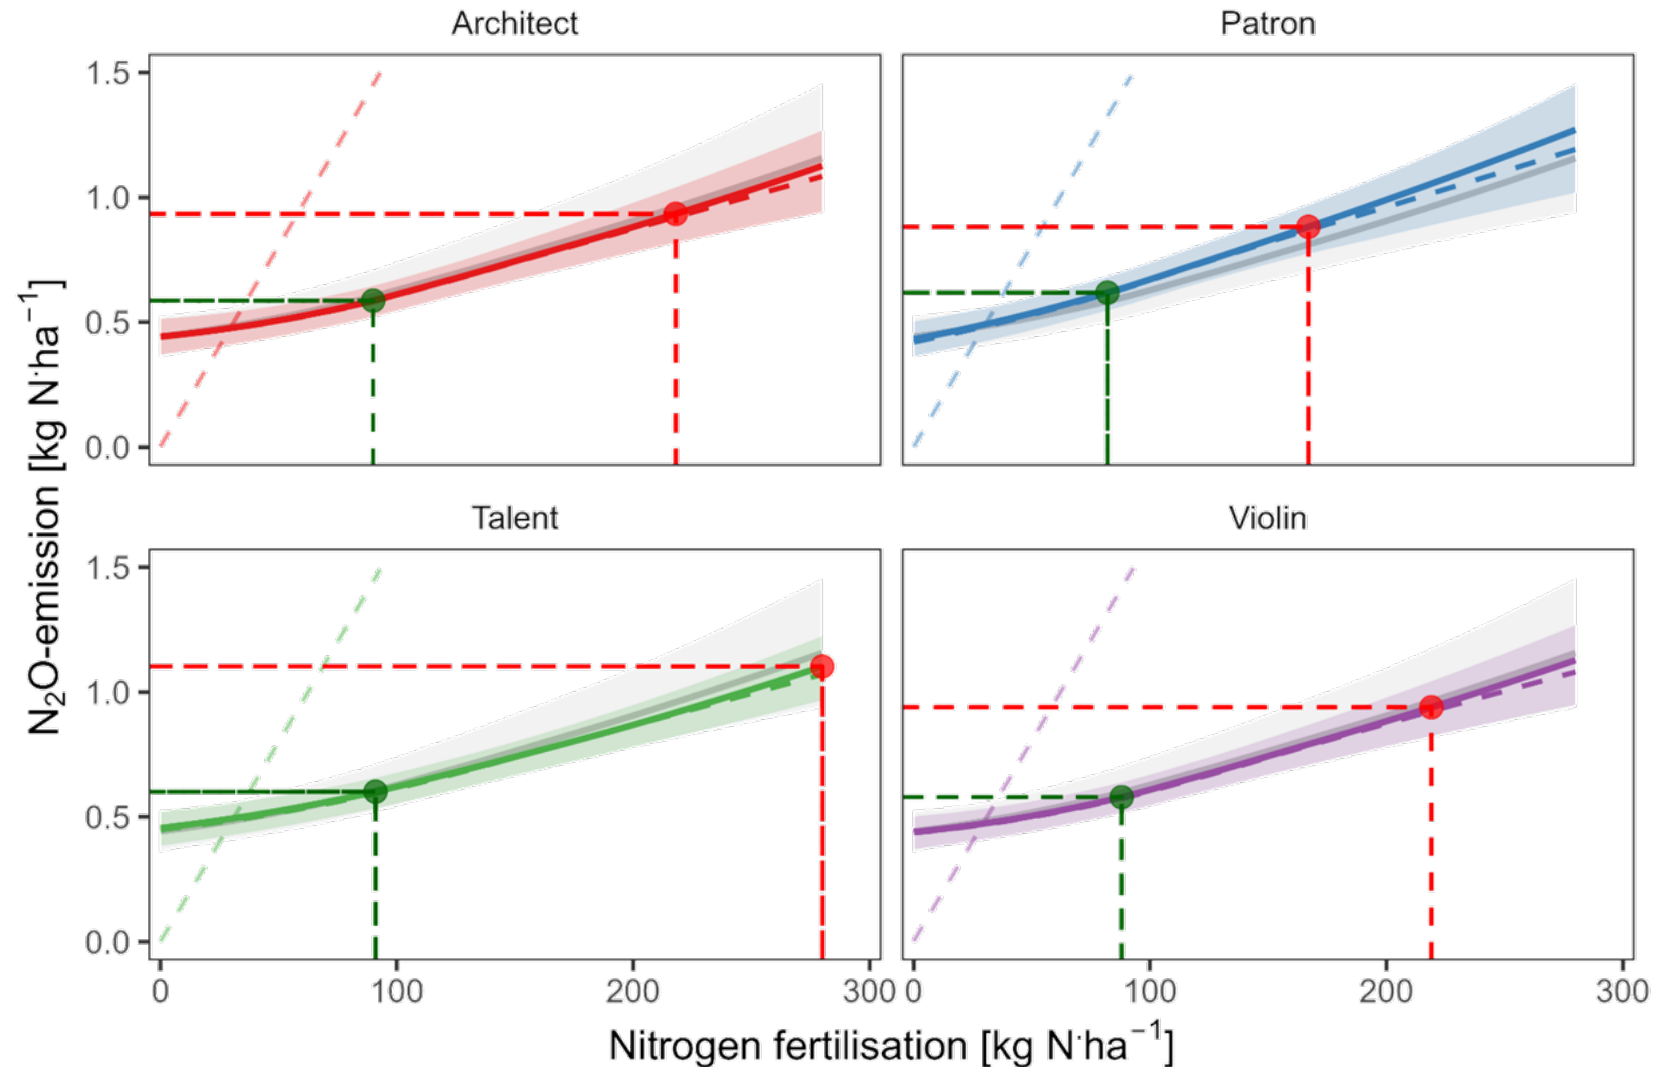 Architect
Patron
1.5
1.0
0.5
0.0
Talent
Violin
1.5
1.0
0.5
0.0
0
100
200
300
0
100
200
300
N₂O-emission [kg N·ha⁻¹]
Nitrogen fertilisation [kg N·ha⁻¹]